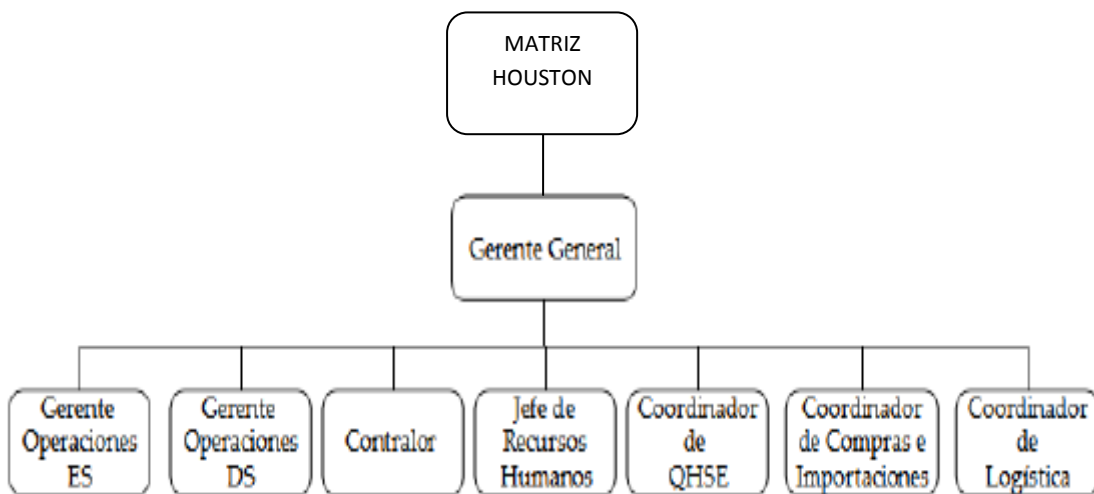 MATRIZ
HOUSTON
Gerente General
Gerente
Operaciones
ES
Gerente
Operaciones
DS
Contralor
Jefe de
Recursos
Humanos
Coordinador
de
QHSE
Coordinador
de Compras e
Importaciones
Coordinador
de
Logística